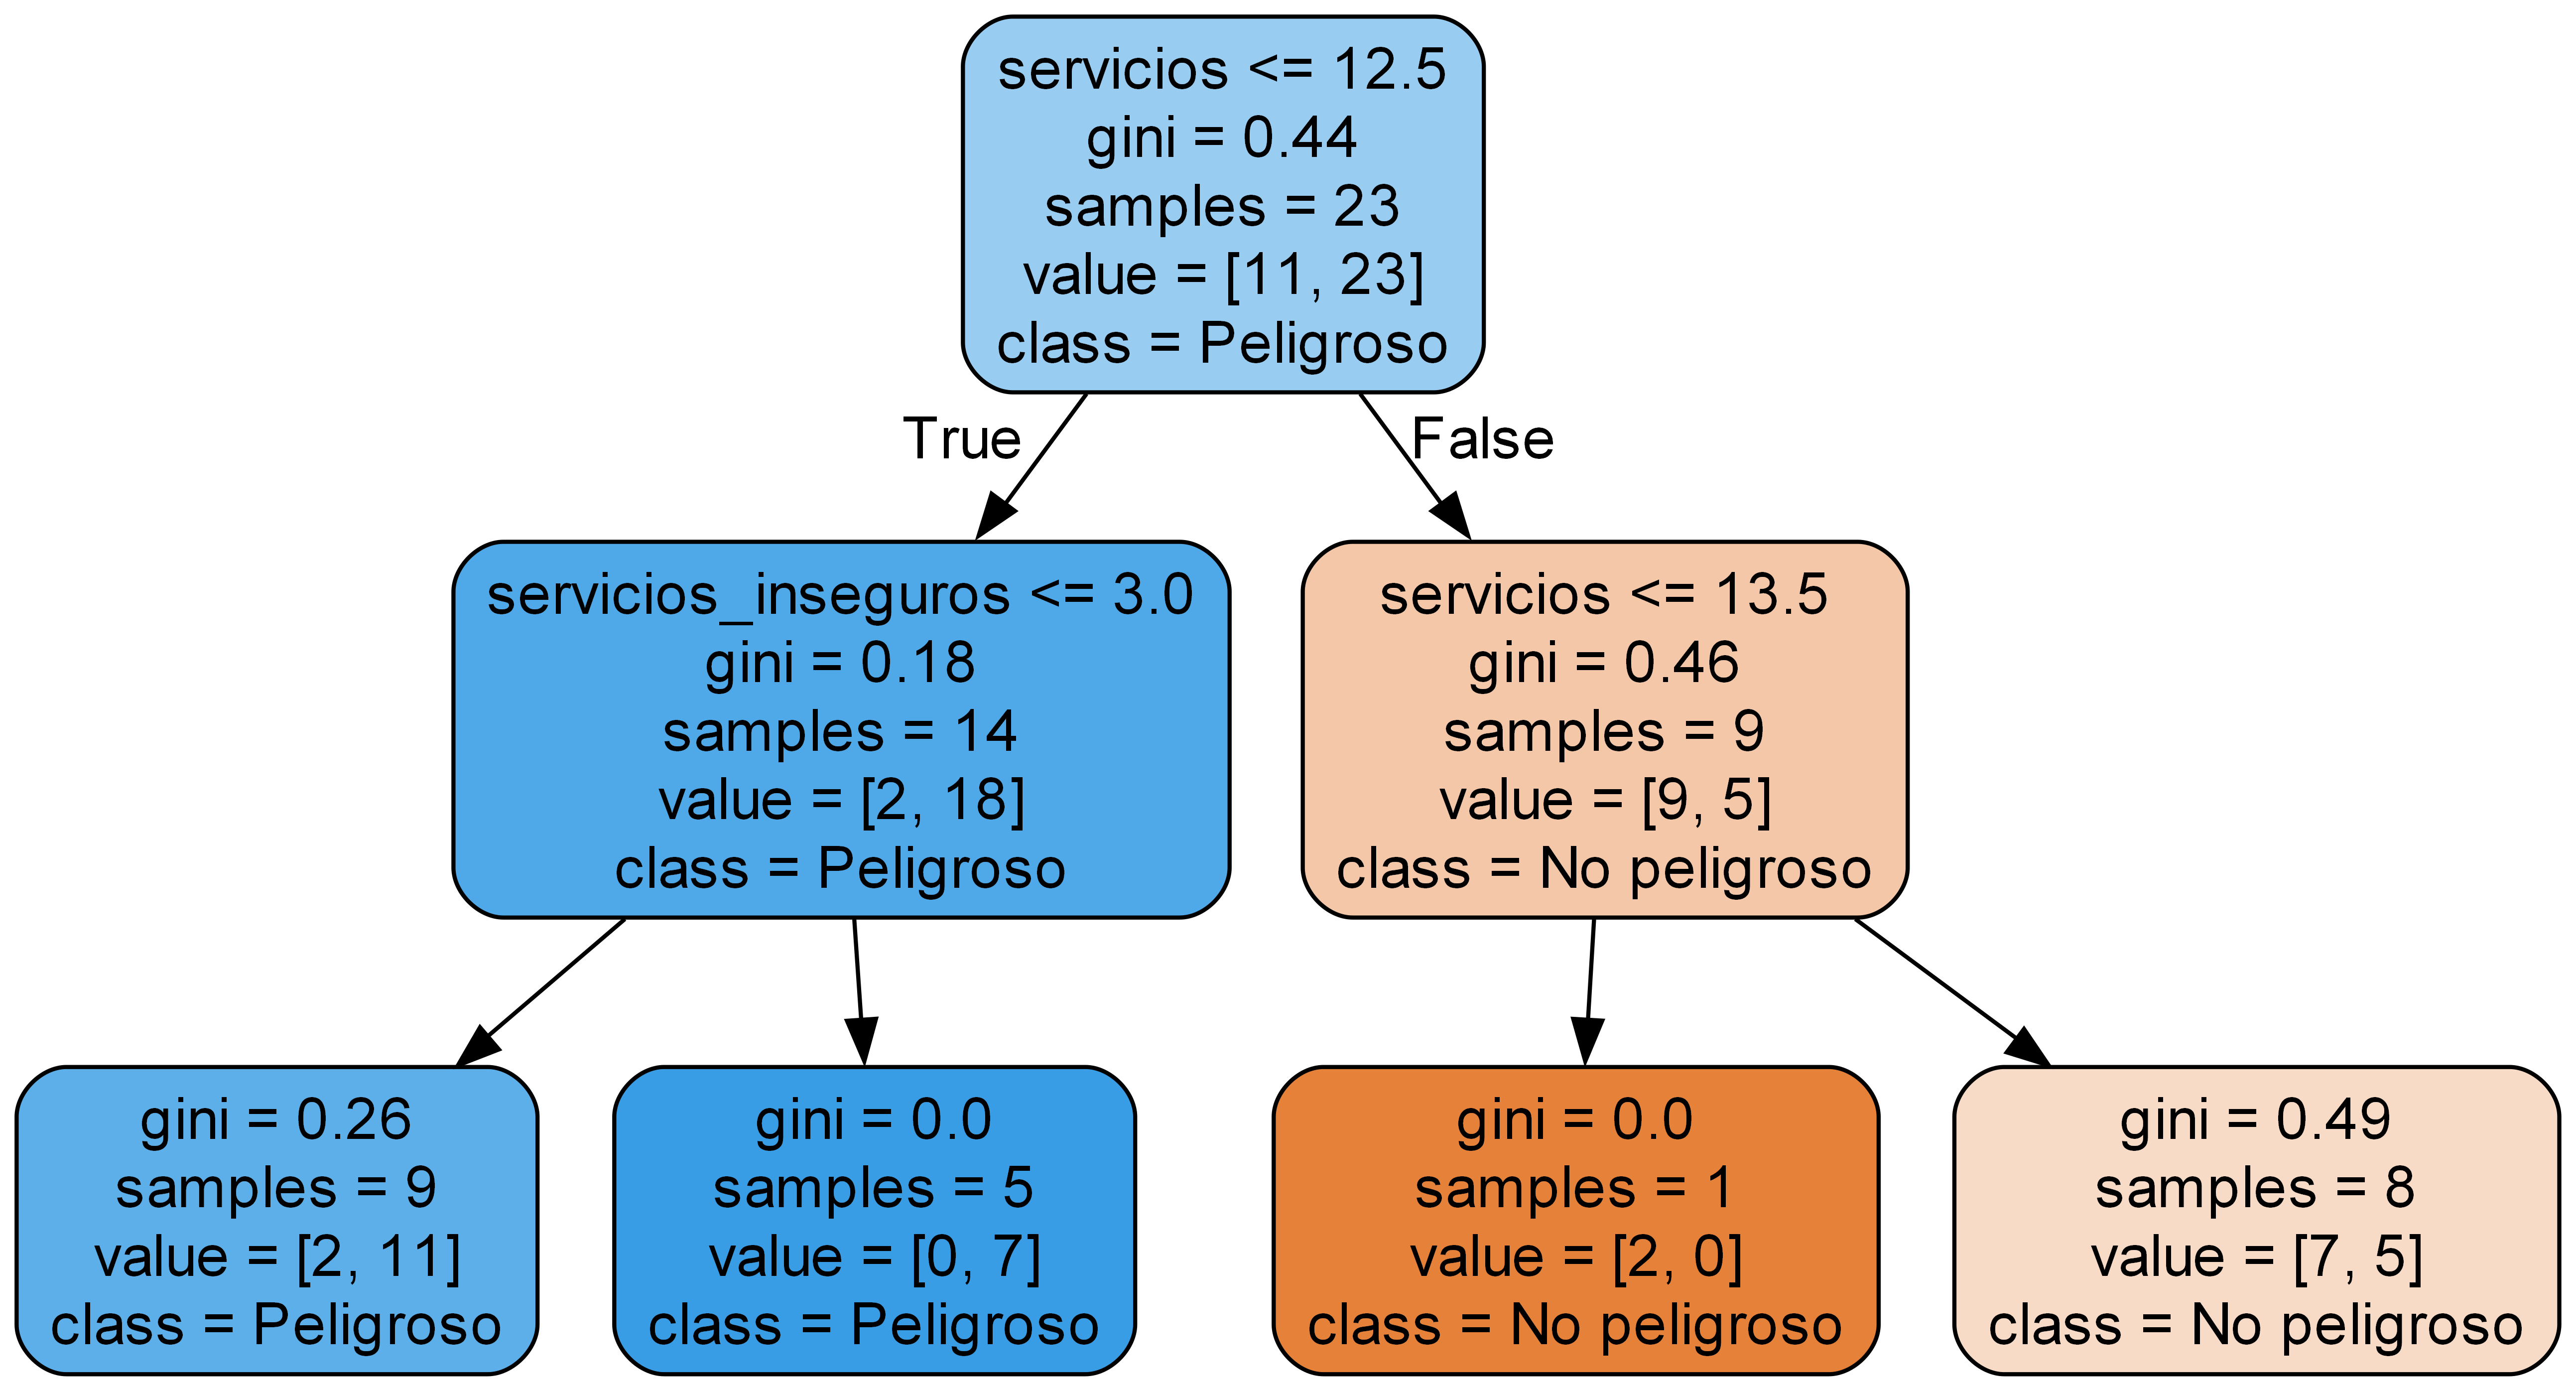 servicios <= 12.5
gini = 0.44
samples = 23
value = [11, 23]
class = Peligroso
True
False
servicios_inseguros <= 3.0
gini = 0.18
samples = 14
value = [2, 18]
class = Peligroso
servicios <= 13.5
gini = 0.46
samples = 9
value = [9, 5]
class = No peligroso
gini = 0.26
samples = 9
value = [2, 11]
class = Peligroso
gini = 0.0
samples = 5
value = [0, 7]
class = Peligroso
gini = 0.0
samples = 1
value = [2, 0]
class = No peligroso
gini = 0.49
samples = 8
value = [7, 5]
class = No peligroso